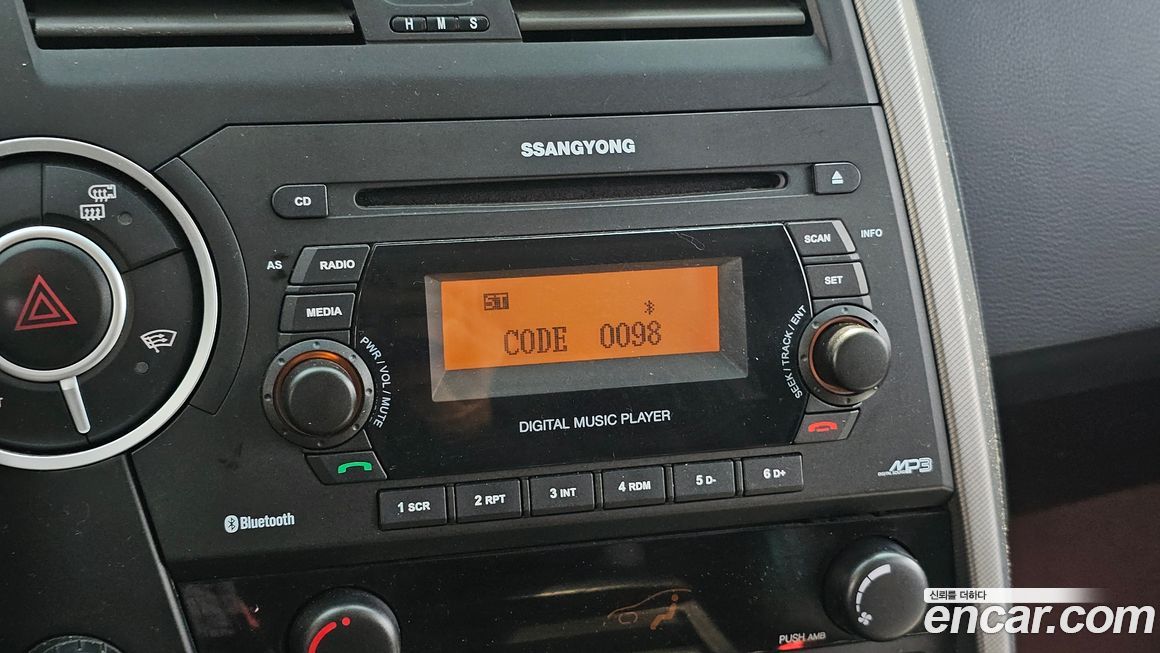 H M S
SSANGYONG
CD
SCAN
INFO
AS
RADIO
SET
MEDIA
ST
CODE 0098
PWR/VOL/MUTE
SEEK/TRACK/ENT
DIGITAL MUSIC PLAYER
MP3
1 SCR
2 RPT
3 INT
4 RDM
5 D-
6 D+
Bluetooth
PUSH AMB
신뢰를 더하다
encar.com